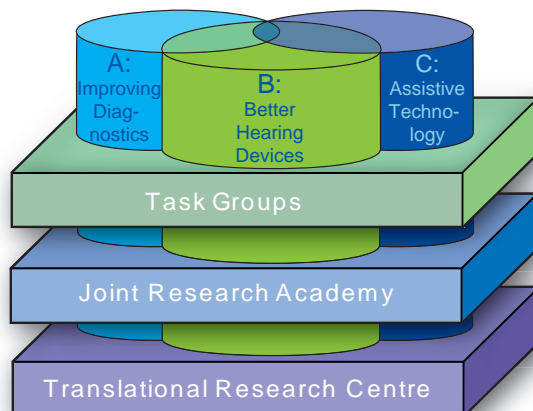 A:
Improving
Diag-
nostics
B:
Better
Hearing
Devices
C:
Assistive
Techno-
logy
Task Groups
Joint Research Academy
Translational Research Centre